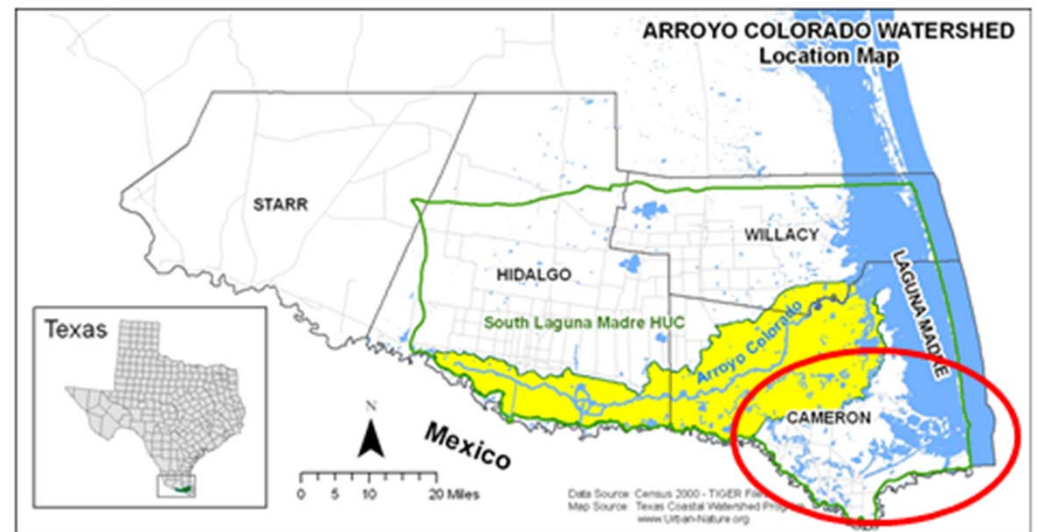 ARROYO COLORADO WATERSHED
Location Map
STARR
WILLACY
HIDALGO
LAGUNA MADRE
South Laguna Madre HUC
Arroyo Colorado
Texas
CAMERON
N
Mexico
0 5 10 20 Miles
Data Source: Census 2000 - TIGER
Map Source: Texas Coastal Watershed
www.Urban-Nature.org